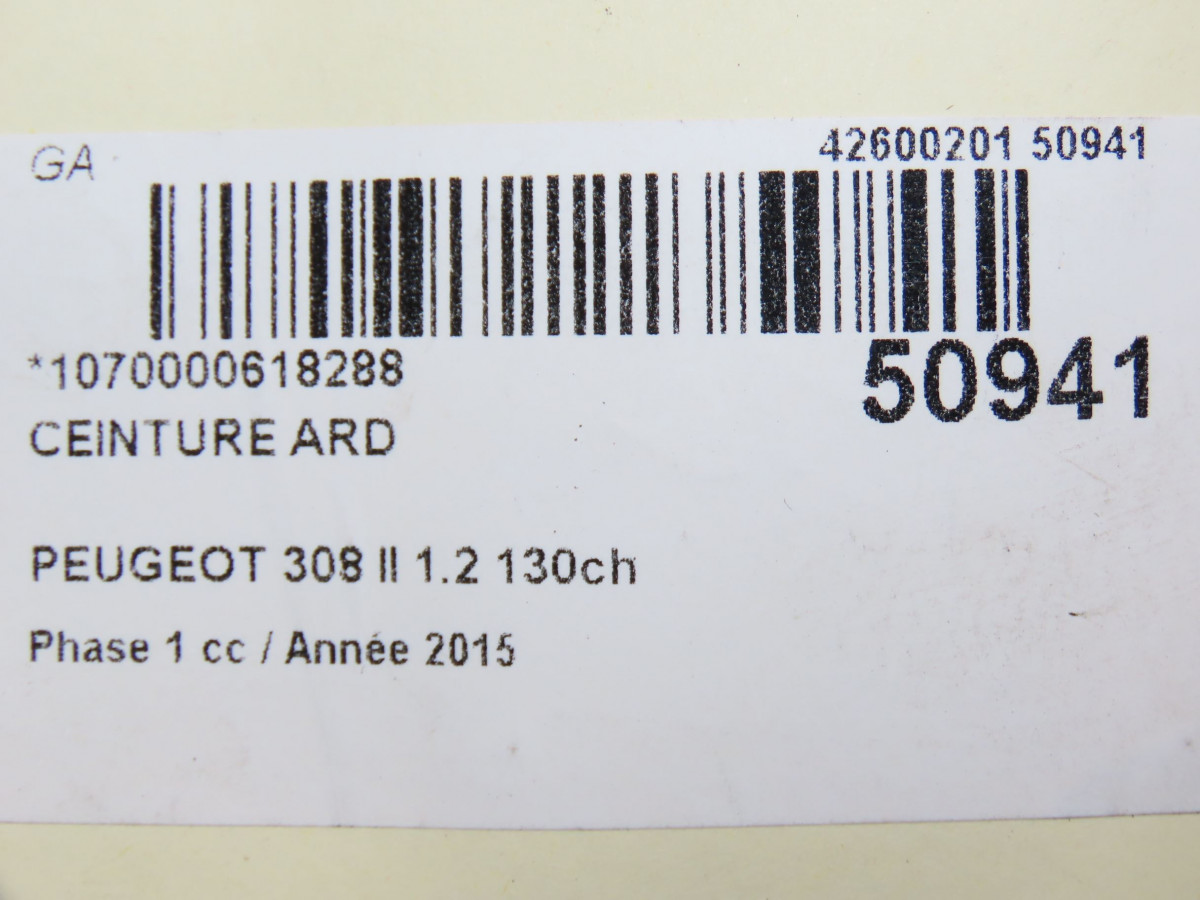 GA
42600201 50941
*1070000618288
50941
CEINTURE ARD
PEUGEOT 308 II 1.2 130ch
Phase 1 cc / Année 2015